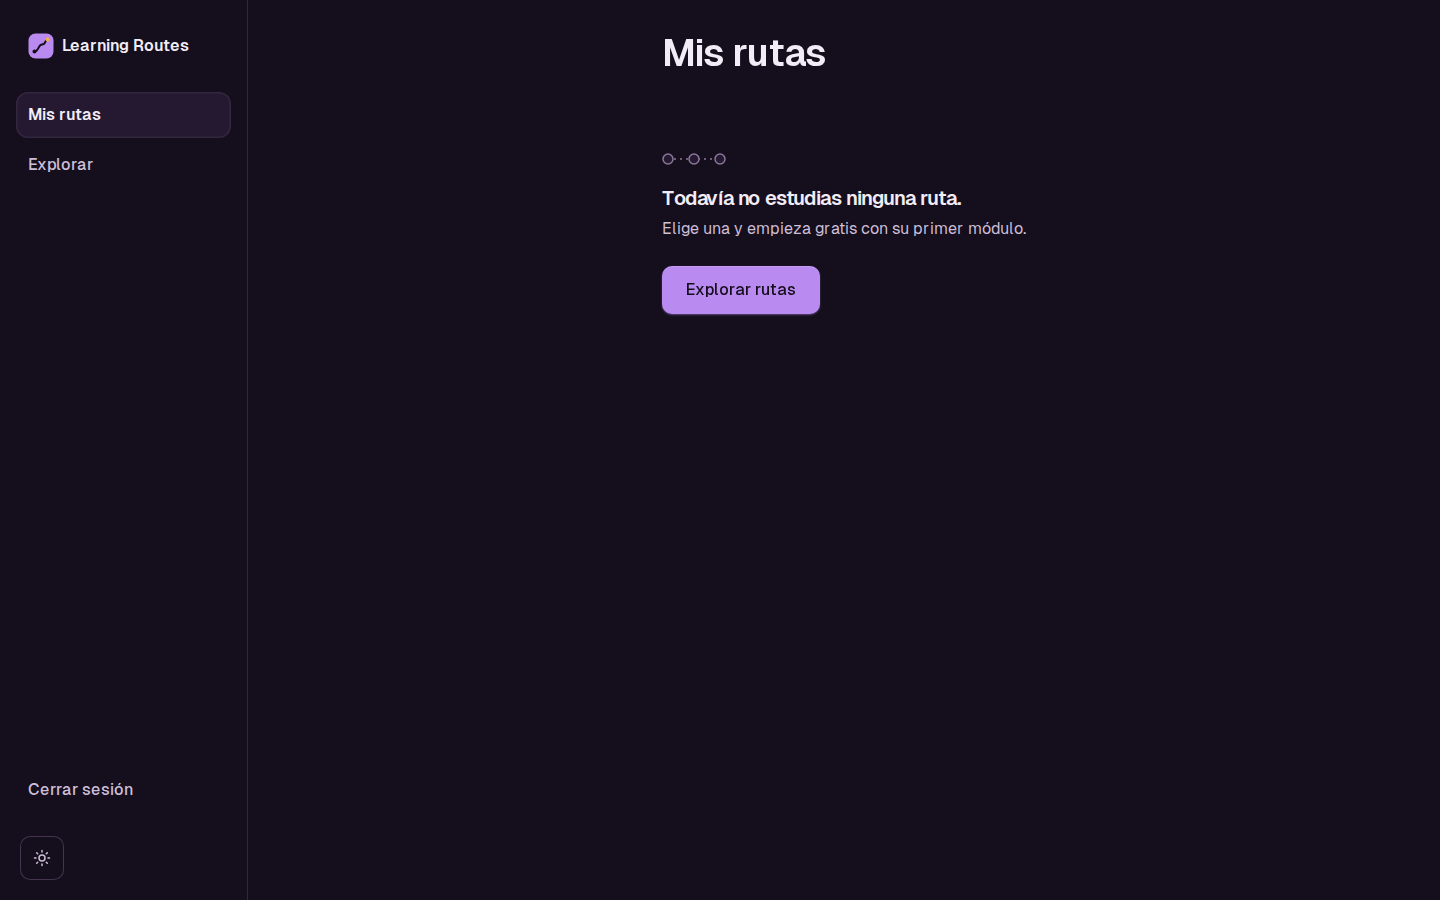 Learning Routes
Mis rutas
Explorar
Cerrar sesión
Mis rutas
Todavía no estudias ninguna ruta.
Elige una y empieza gratis con su primer módulo.
Explorar rutas